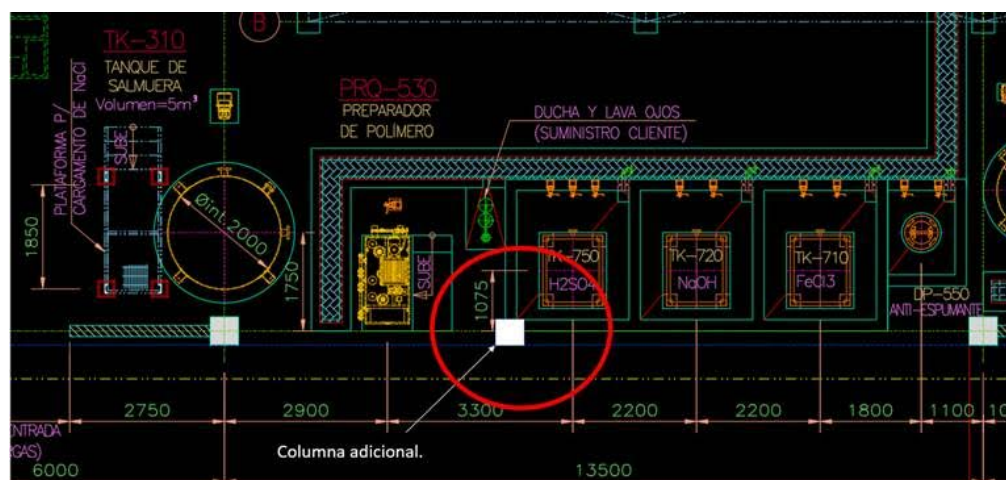 B
TK-310
TANQUE DE
SALMUERA
Volumen=5m³
PLATAFORMA P/
CARGAMENTO DE NaCl
SUBE
1850
Øint.2000
1750
PRQ-530
PREPARADOR
DE POLÍMERO
SUBE
DUCHA Y LAVA OJOS
(SUMINISTRO CLIENTE)
1075
TK-750
H2SO4
TK-720
NaOH
TK-710
FeCl3
DP-550
ANTI-ESPUMANTE
2750
2900
3300
2200
2200
1800
1100
Columna adicional.
6000
13500